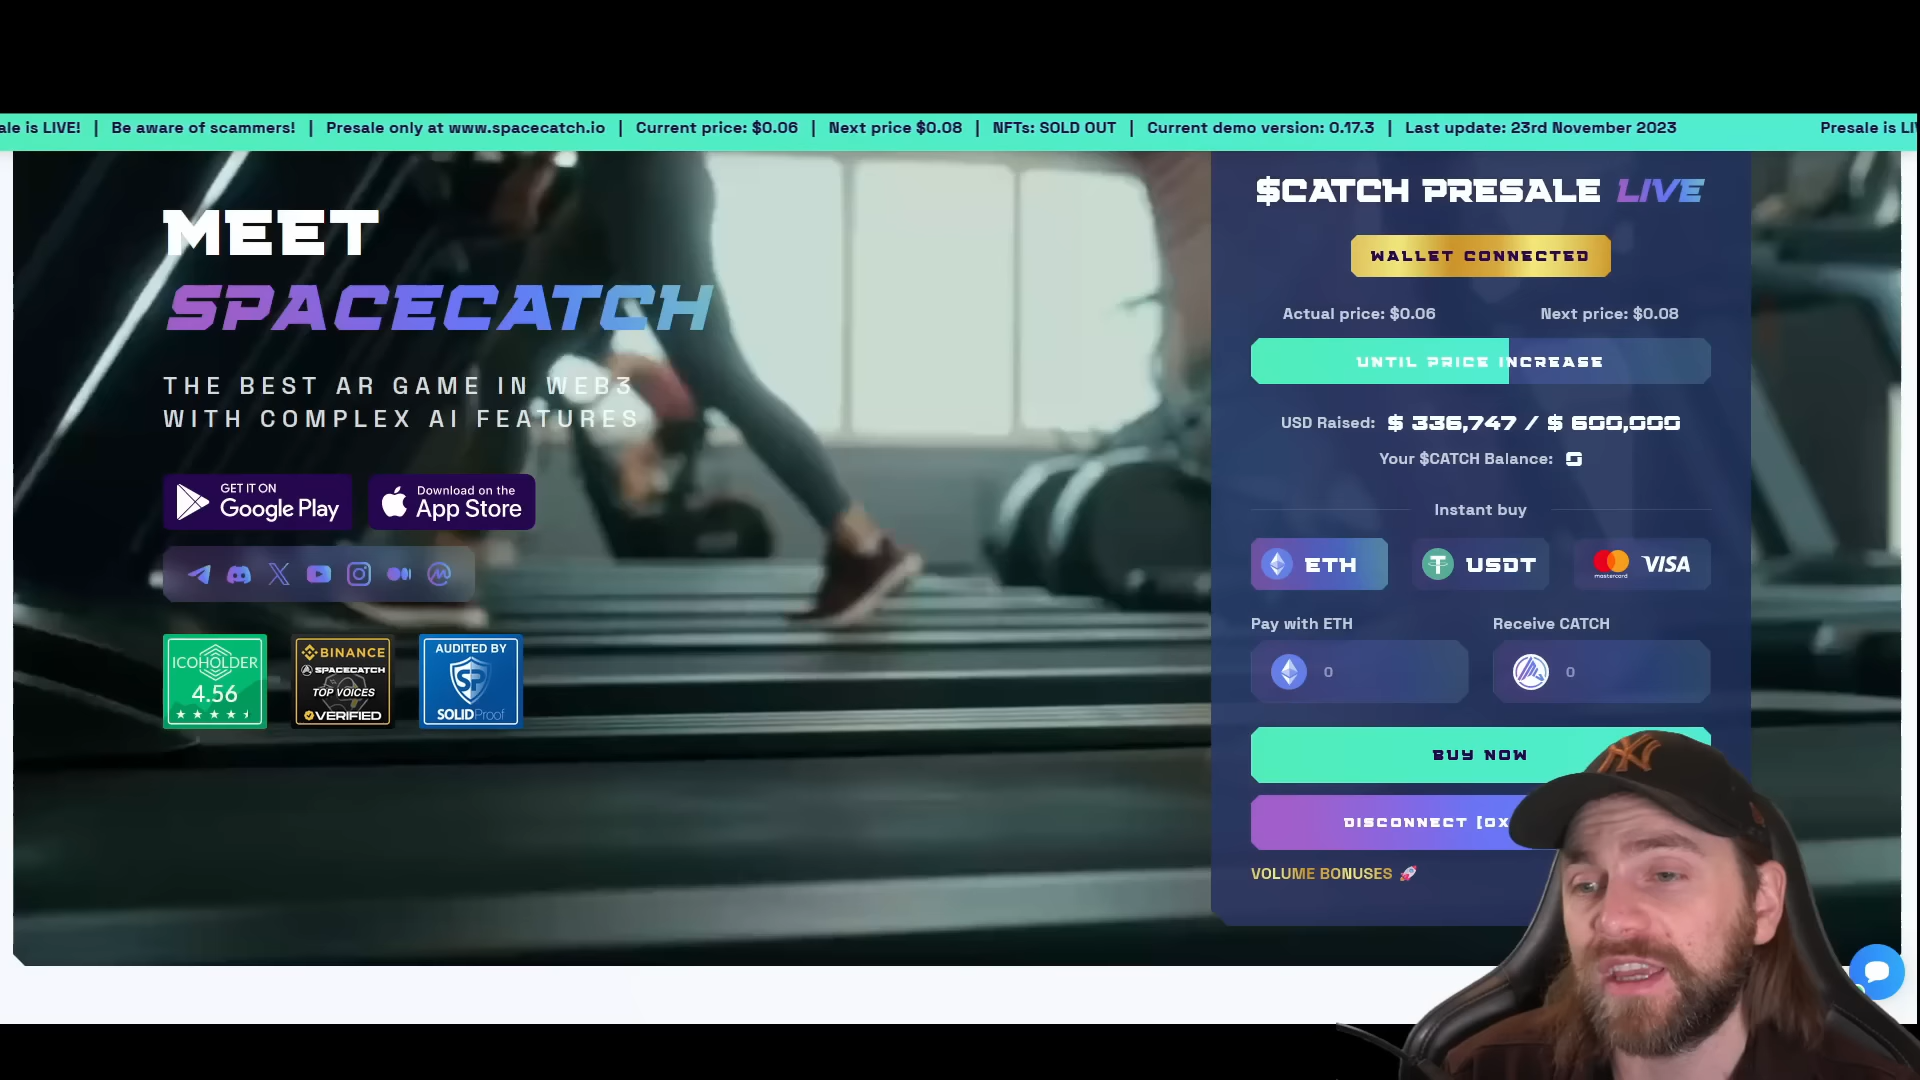 ale is LIVE! | Be aware of scammers! | Presale only at www.spacecatch.io | Current price: $0.06 | Next price $0.08 | NFTs: SOLD OUT | Current demo version: 0.17.3 | Last update: 23rd November 2023 Presale is LIV
MEET
SPACECATCH
THE BEST AR GAME IN WEB3
WITH COMPLEX AI FEATURES
GET IT ON
Google Play
Download on the
App Store
ICOHOLDER
4.56
BINANCE
SPACECATCH
TOP VOICES
VERIFIED
AUDITED BY
SP
SOLIDProof
$CATCH PRESALE LIVE
WALLET CONNECTED
Actual price: $0.06 Next price: $0.08
UNTIL PRICE INCREASE
USD Raised: $ 336,747 / $ 600,000
Your $CATCH Balance: 0
Instant buy
ETH
USDT
mastercard
VISA
Pay with ETH
Receive CATCH
0
0
BUY NOW
DISCONNECT [0X
VOLUME BONUSES 🚀
NY